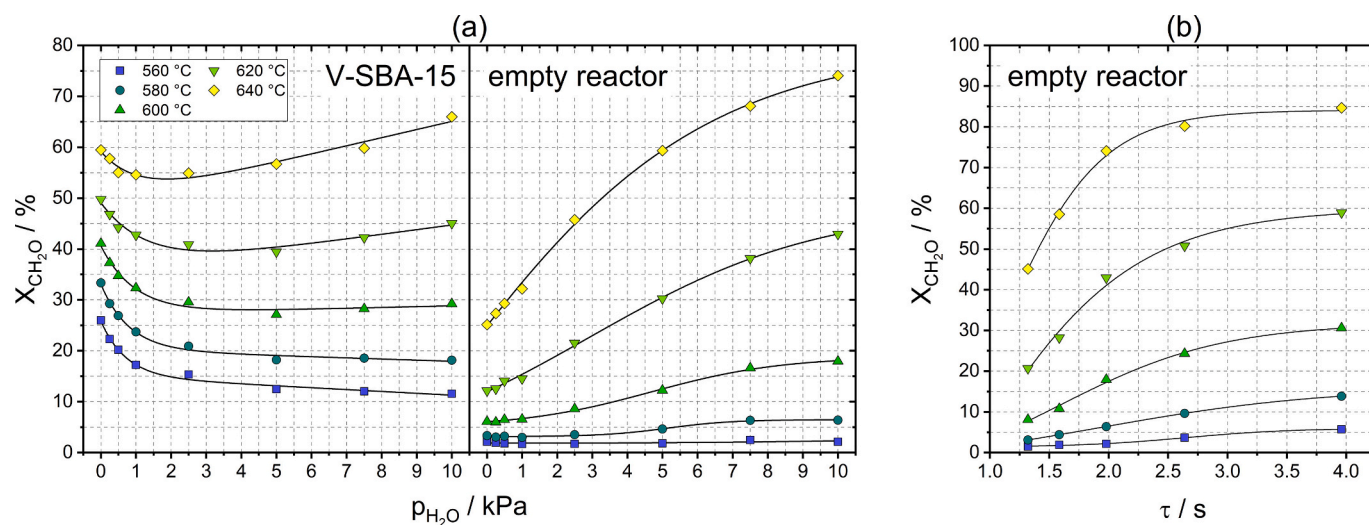 (a)
(b)
X_CH₂O / %
80
70
60
50
40
30
20
10
0
560 °C
620 °C
580 °C
640 °C
600 °C
V-SBA-15
empty reactor
0 1 2 3 4 5 6 7 8 9 10
0 1 2 3 4 5 6 7 8 9 10
p_H₂O / kPa
X_CH₂O / %
100
90
80
70
60
50
40
30
20
10
0
empty reactor
1.0 1.5 2.0 2.5 3.0 3.5 4.0
τ / s